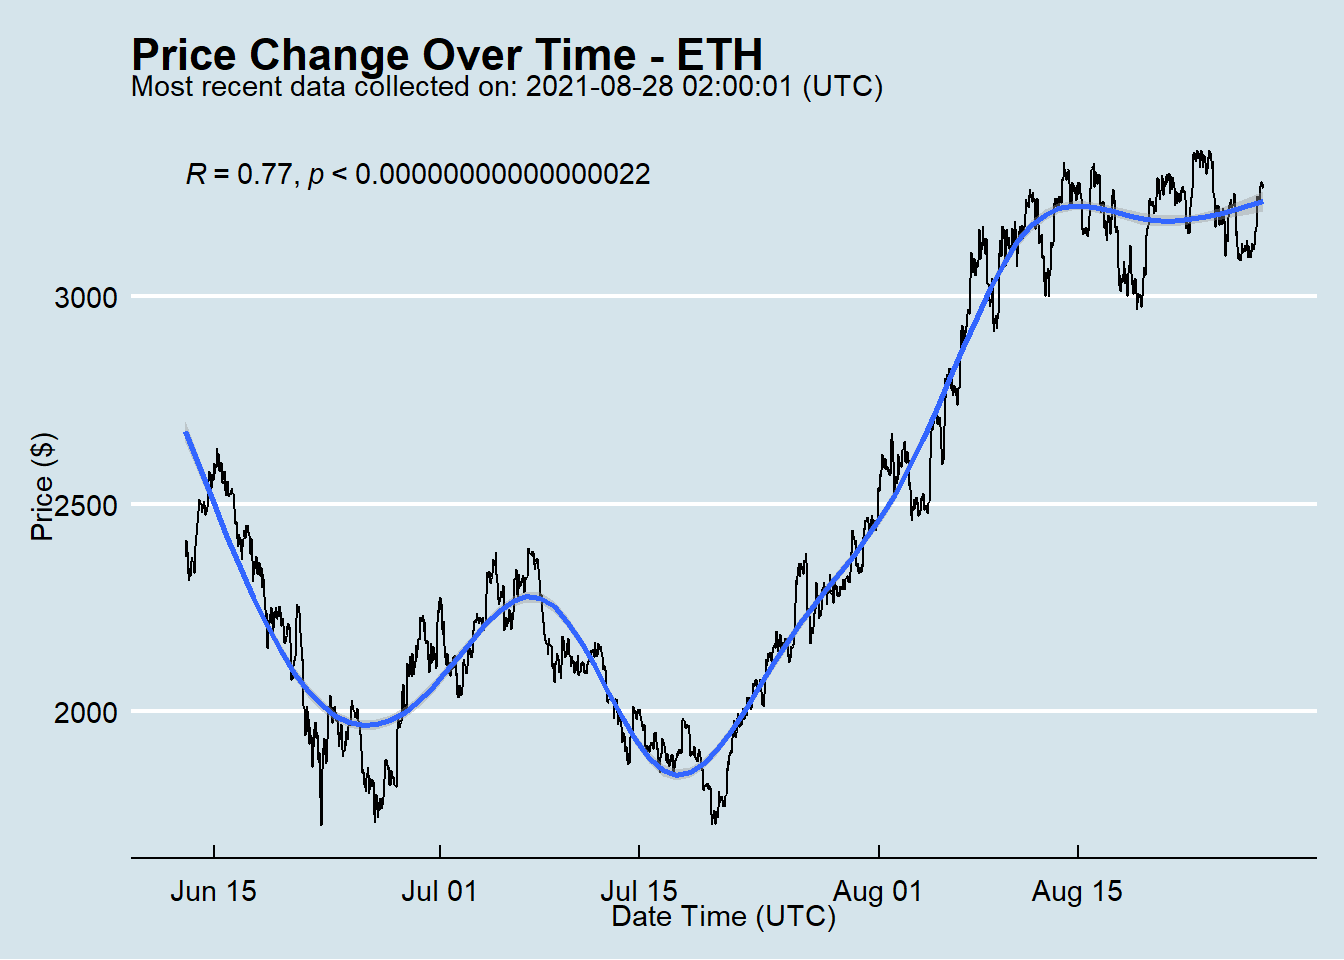 Price Change Over Time - ETH
Most recent data collected on: 2021-08-28 02:00:01 (UTC)
R = 0.77, p < 0.00000000000000022
Price ($)
3000
2500
2000
Jun 15
Jul 01
Jul 15
Aug 01
Aug 15
Date Time (UTC)